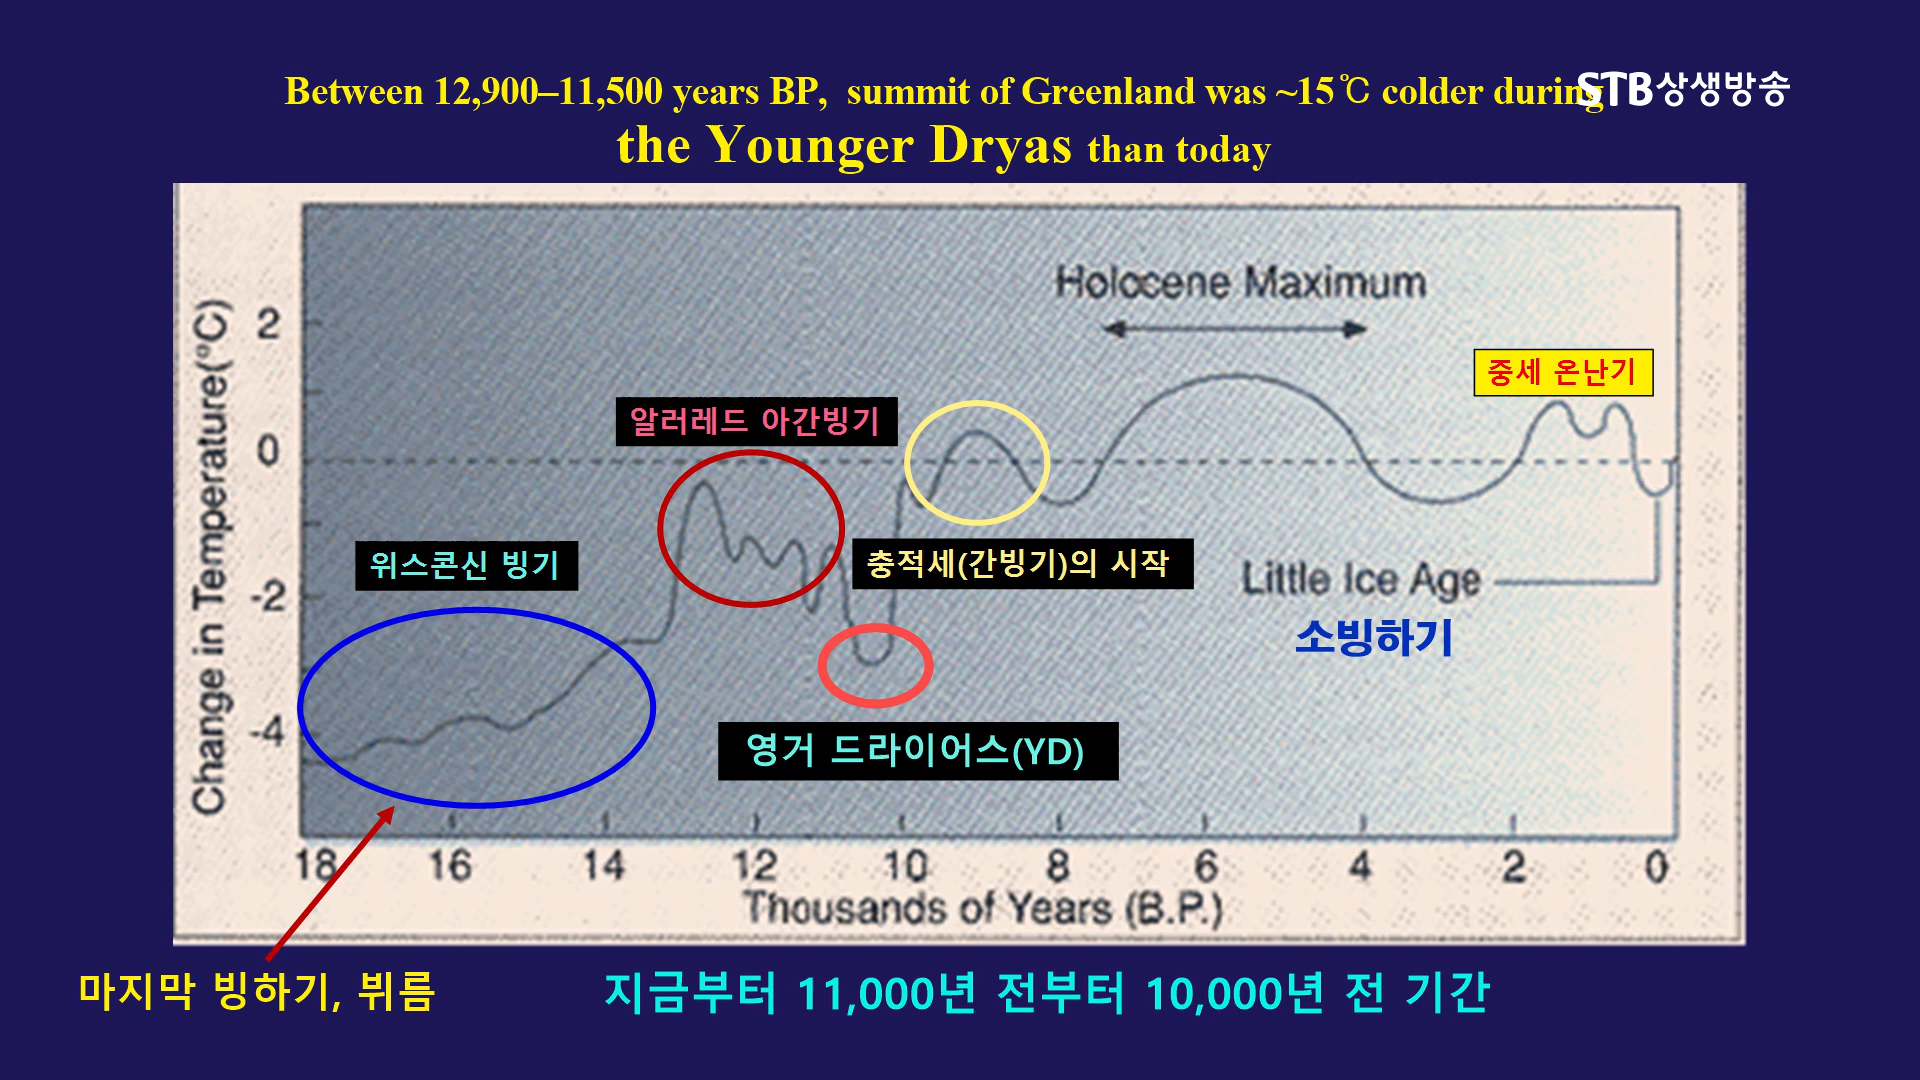 Between 12,900–11,500 years BP, summit of Greenland was ~15℃ colder during
STB상생방송
the Younger Dryas than today
Holocene Maximum
Change in Temperature(°C)
2
0
-2
-4
중세 온난기
알러레드 아간빙기
위스콘신 빙기
충적세(간빙기)의 시작
Little Ice Age
소빙하기
영거 드라이어스(YD)
18 16 14 12 10 8 6 4 2 0
Thousands of Years (B.P.)
마지막 빙하기, 뷔름
지금부터 11,000년 전부터 10,000년 전 기간